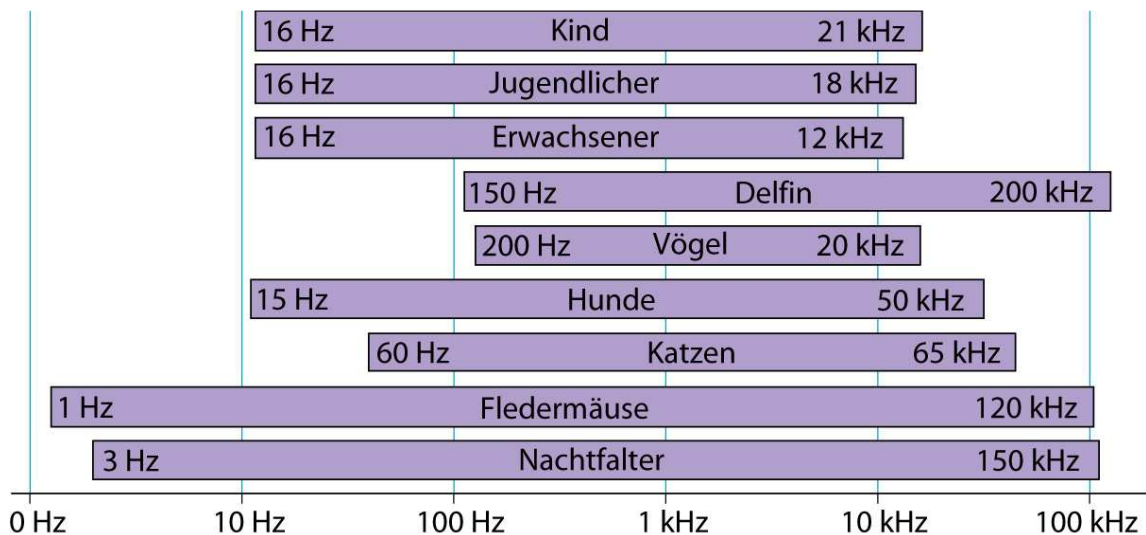 16 Hz Kind 21 kHz
16 Hz Jugendlicher 18 kHz
16 Hz Erwachsener 12 kHz
150 Hz Delfin 200 kHz
200 Hz Vögel 20 kHz
15 Hz Hunde 50 kHz
60 Hz Katzen 65 kHz
1 Hz Fledermäuse 120 kHz
3 Hz Nachtfalter 150 kHz
0 Hz 10 Hz 100 Hz 1 kHz 10 kHz 100 kHz